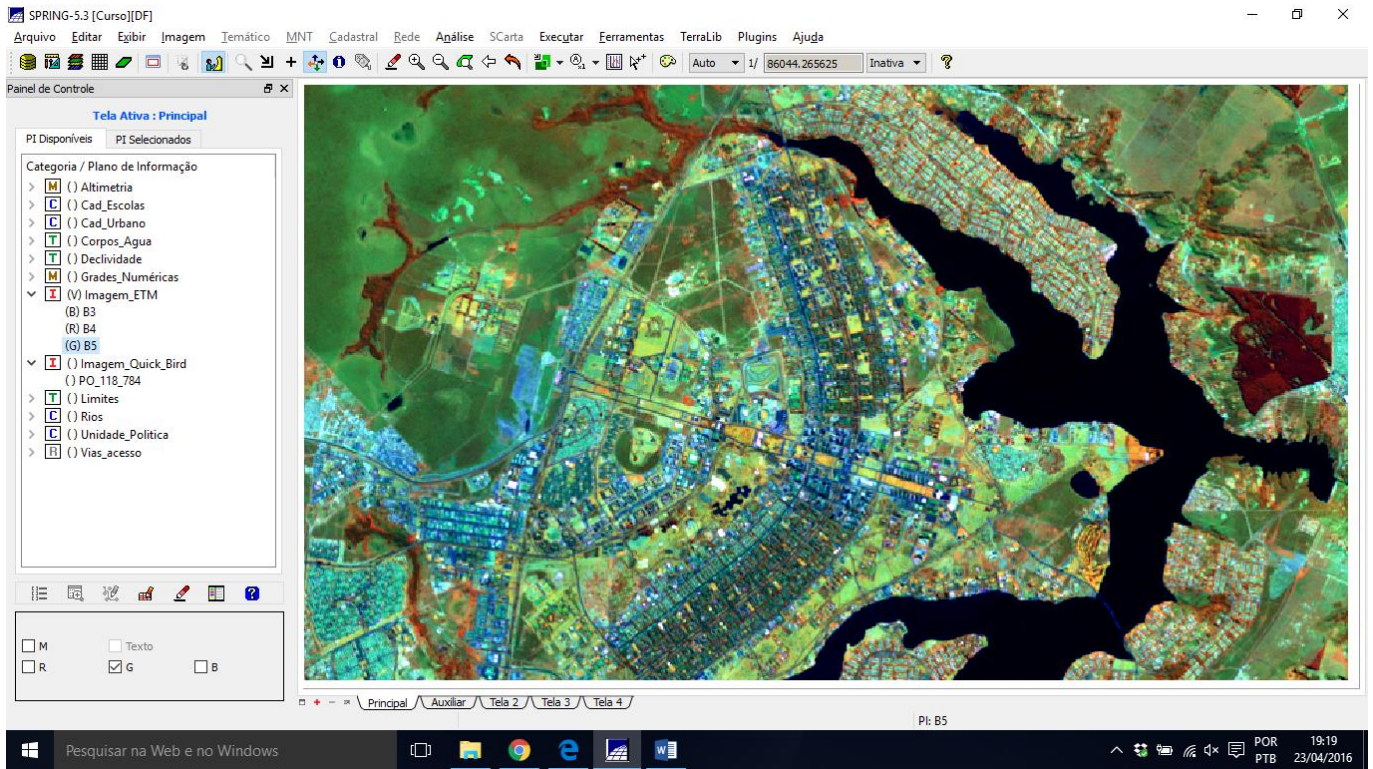 SPRING-5.3 [Curso][DF]
Arquivo Editar Exibir Imagem Temático MNT Cadastral Rede Análise SCarta Executar Ferramentas TerraLib Plugins Ajuda
Auto 1/ 86044.265625 Inativa
Painel de Controle
Tela Ativa : Principal
PI Disponíveis PI Selecionados
Categoria / Plano de Informação
M () Altimetria
C () Cad_Escolas
C () Cad_Urbano
T () Corpos_Agua
T () Declividade
M () Grades_Numéricas
I (V) Imagem_ETM
(B) B3
(R) B4
(G) B5
I () Imagem_Quick_Bird
() PO_118_784
T () Limites
C () Rios
C () Unidade_Politica
R () Vias_acesso
M Texto
R G B
Principal Auxiliar Tela 2 Tela 3 Tela 4
PI: B5
Pesquisar na Web e no Windows
POR
PTB
19:19
23/04/2016